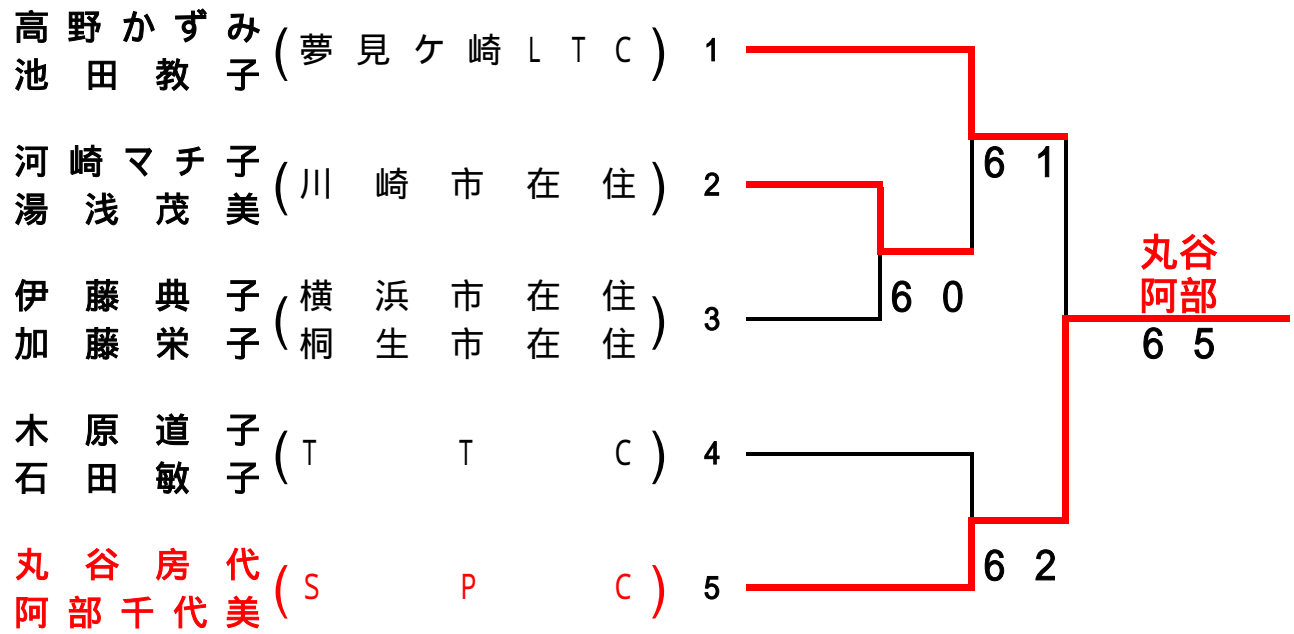 高野かずみ
池田教子 (夢見ケ崎LTC) 1
河崎マチ子
湯浅茂美 (川崎市在住) 2
伊藤典子 (横浜市在住
加藤栄子 桐生市在住) 3
木原道子
石田敏子 (TTC) 4
丸谷房代
阿部千代美 (SPC) 5
6 1
6 0
丸谷
阿部
6 5
6 2